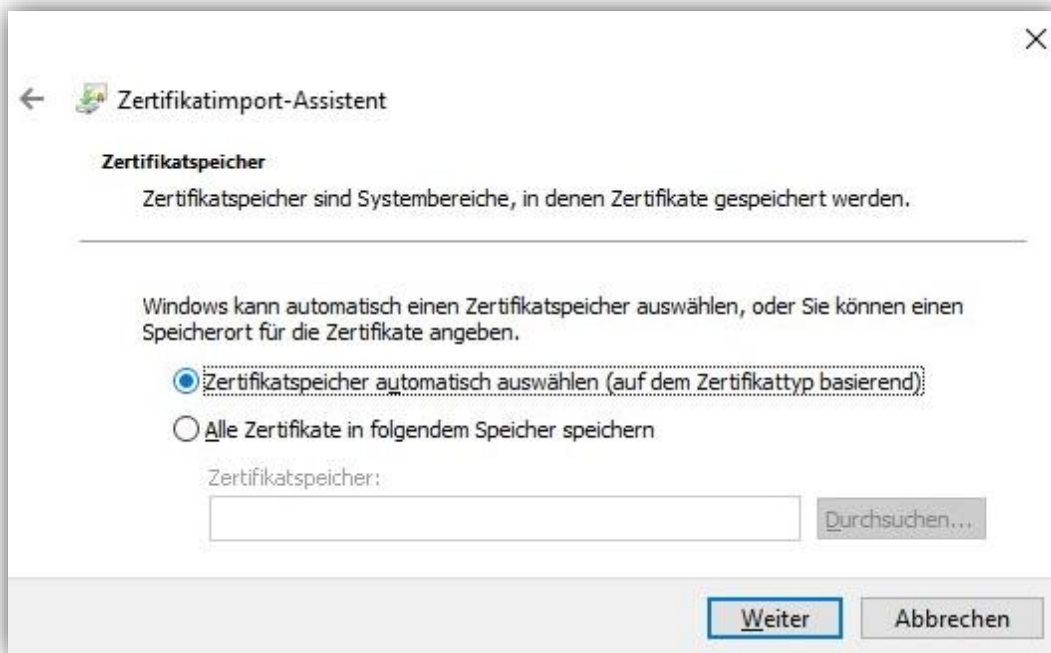 Zertifikatimport-Assistent
Zertifikatspeicher
Zertifikatspeicher sind Systembereiche, in denen Zertifikate gespeichert werden.
Windows kann automatisch einen Zertifikatspeicher auswählen, oder Sie können einen
Speicherort für die Zertifikate angeben.
Zertifikatspeicher automatisch auswählen (auf dem Zertifikattyp basierend)
Alle Zertifikate in folgendem Speicher speichern
Zertifikatspeicher:
Durchsuchen...
Weiter Abbrechen